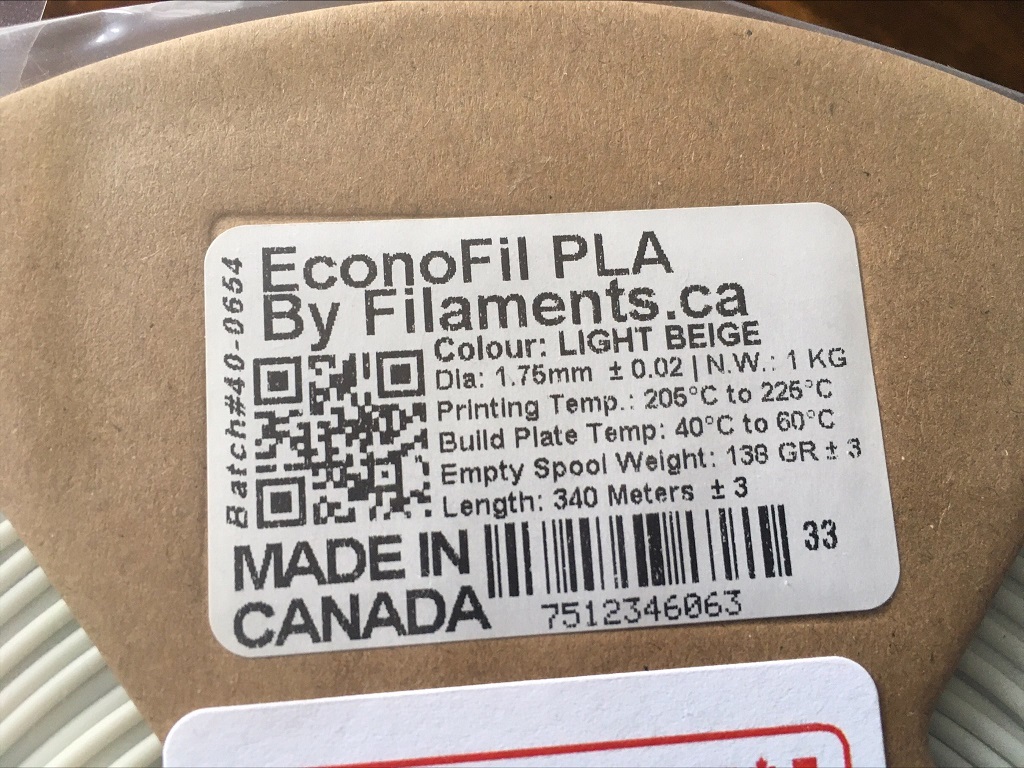 EconoFil PLA
By Filaments.ca
Batch#40-0654
Colour: LIGHT BEIGE
Dia: 1.75mm ± 0.02 | N.W.: 1 KG
Printing Temp.: 205°C to 225°C
Build Plate Temp: 40°C to 60°C
Empty Spool Weight: 138 GR ± 3
Length: 340 Meters ± 3
MADE IN
CANADA
33
7512346063